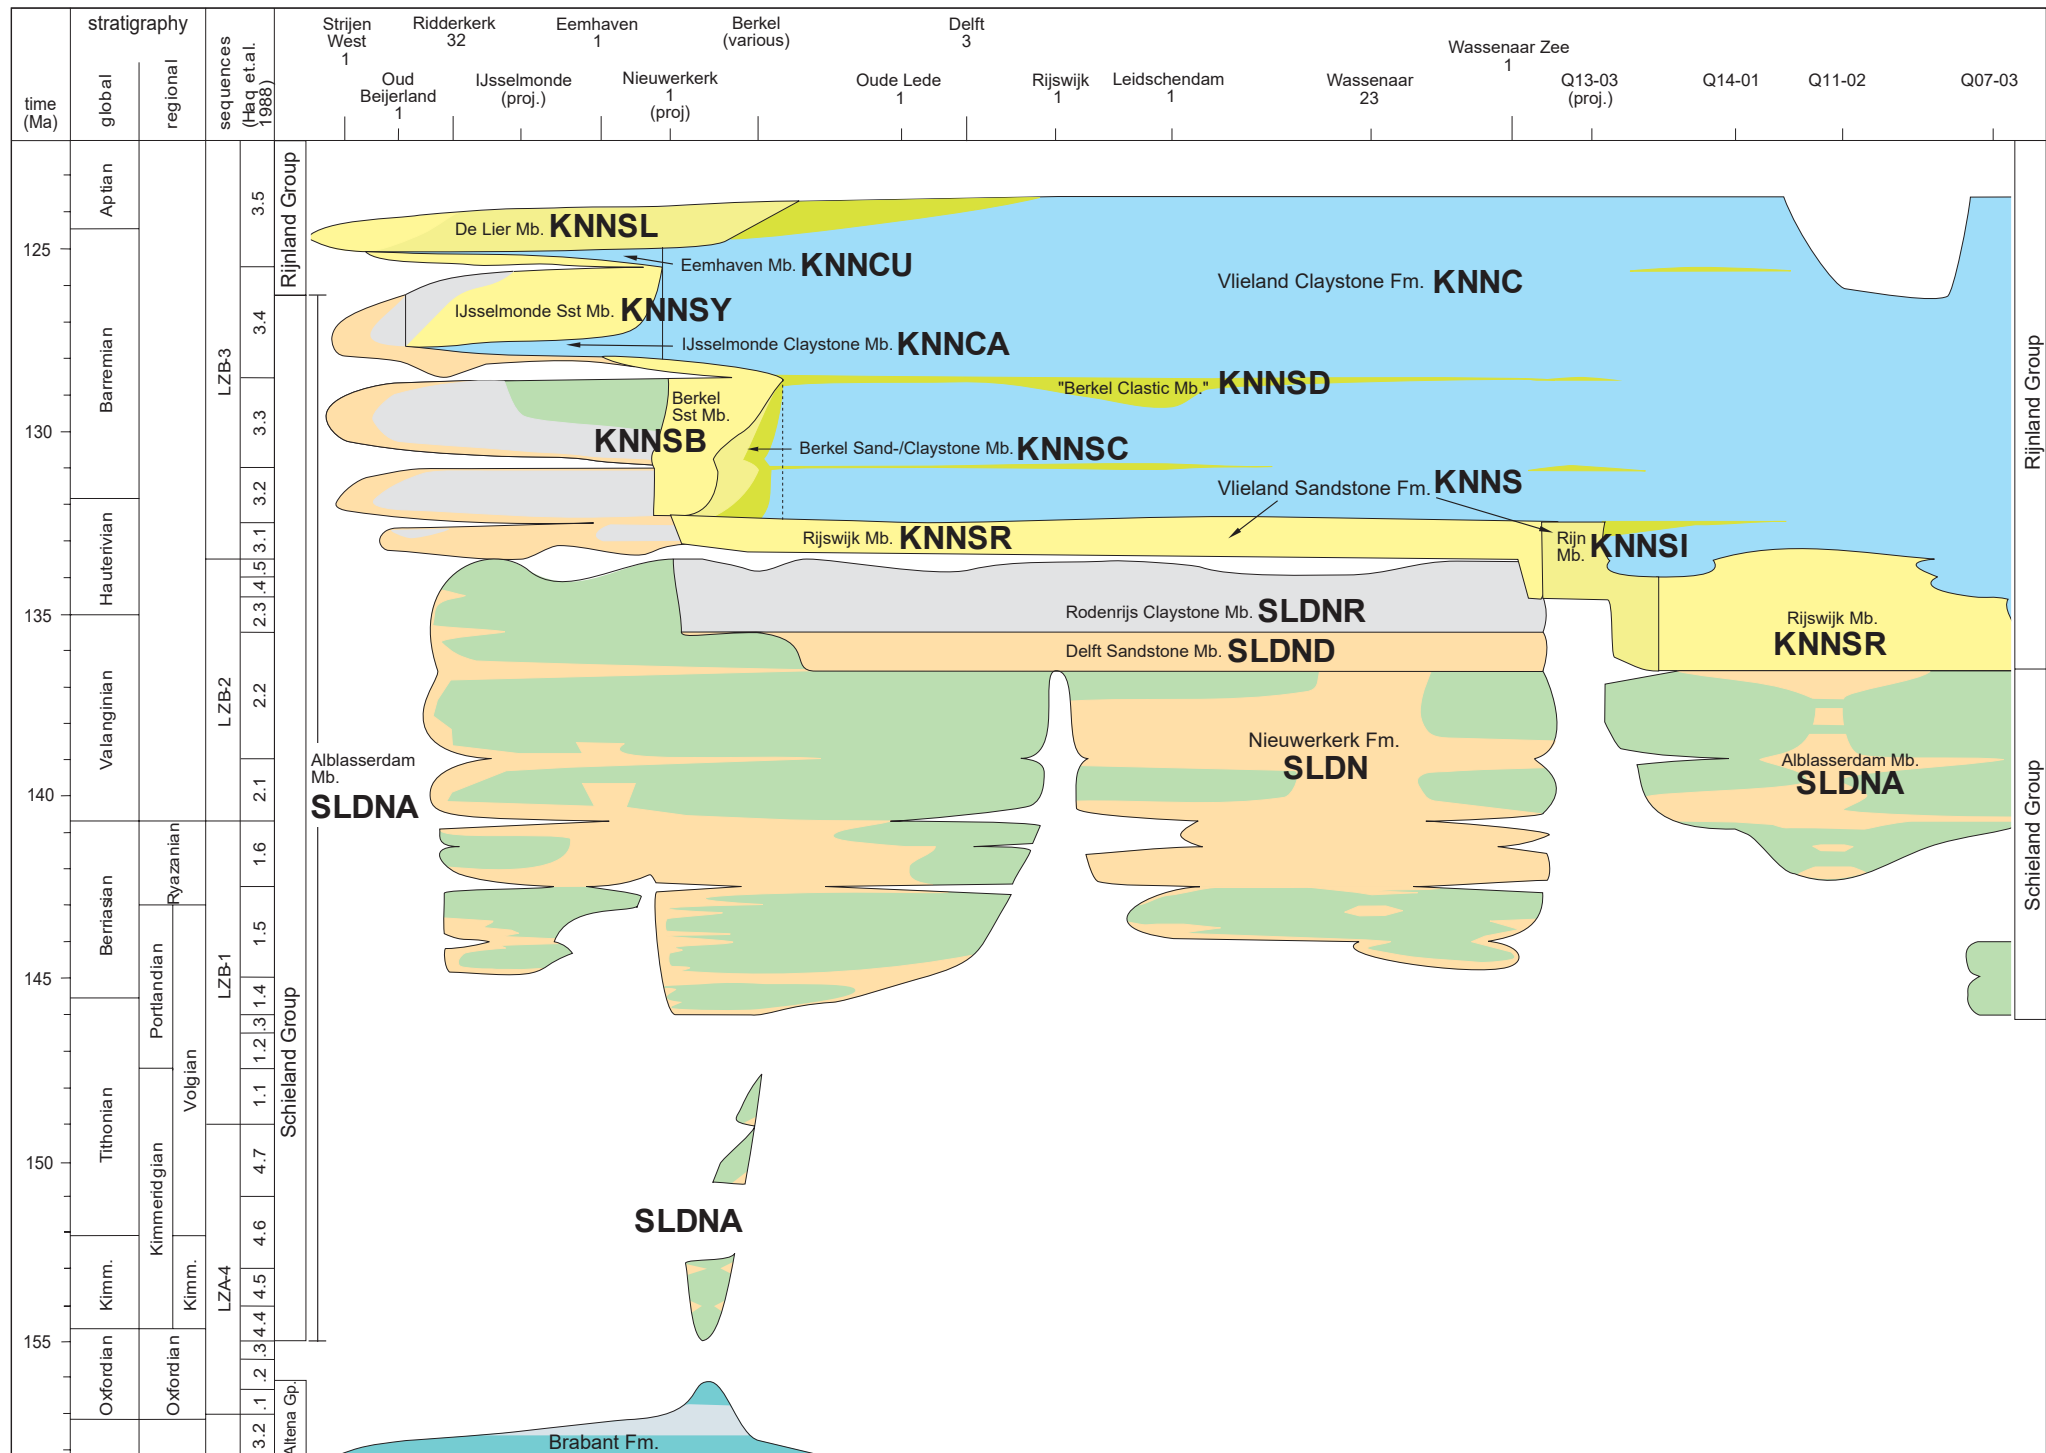 stratigraphy
time
(Ma)
global
regional
sequences
(Haq et.al.
1988)
Strijen
West
1
Oud
Beijerland
1
Ridderkerk
32
IJsselmonde
(proj.)
Eemhaven
1
Nieuwerkerk
1
(proj)
Berkel
(various)
Oude Lede
1
Delft
3
Rijswijk
1
Leidschendam
1
Wassenaar
23
Wassenaar Zee
1
Q13-03
(proj.)
Q14-01
Q11-02
Q07-03
125
130
135
140
145
150
155
Aptian
Barremian
Hauterivian
Valanginian
Berriasian
Tithonian
Kimm.
Oxfordian
Ryazanian
Portlandian
Volgian
Kimmeridgian
Kimm.
Oxfordian
LZB-3
LZB-2
LZB-1
LZA-4
3.5
3.4
3.3
3.2
3.1
.5
.4
2.3
2.2
2.1
1.6
1.5
1.4
.3
1.2
1.1
4.7
4.6
4.5
4.4
.3
.2
.1
3.2
Rijnland Group
Schieland Group
Altena Gp.
De Lier Mb. KNNSL
Eemhaven Mb. KNNCU
Vlieland Claystone Fm. KNNC
IJsselmonde Sst Mb. KNNSY
IJsselmonde Claystone Mb. KNNCA
"Berkel Clastic Mb." KNNSD
Berkel
Sst Mb.
KNNSB
Berkel Sand-/Claystone Mb. KNNSC
Vlieland Sandstone Fm. KNNS
Rijswijk Mb. KNNSR
Rijn
Mb.
KNNSI
Rodenrijs Claystone Mb. SLDNR
Rijswijk Mb.
KNNSR
Delft Sandstone Mb. SLDND
Nieuwerkerk Fm.
SLDN
Alblasserdam
Mb.
SLDNA
Alblasserdam Mb.
SLDNA
SLDNA
Brabant Fm.
Rijnland Group
Schieland Group